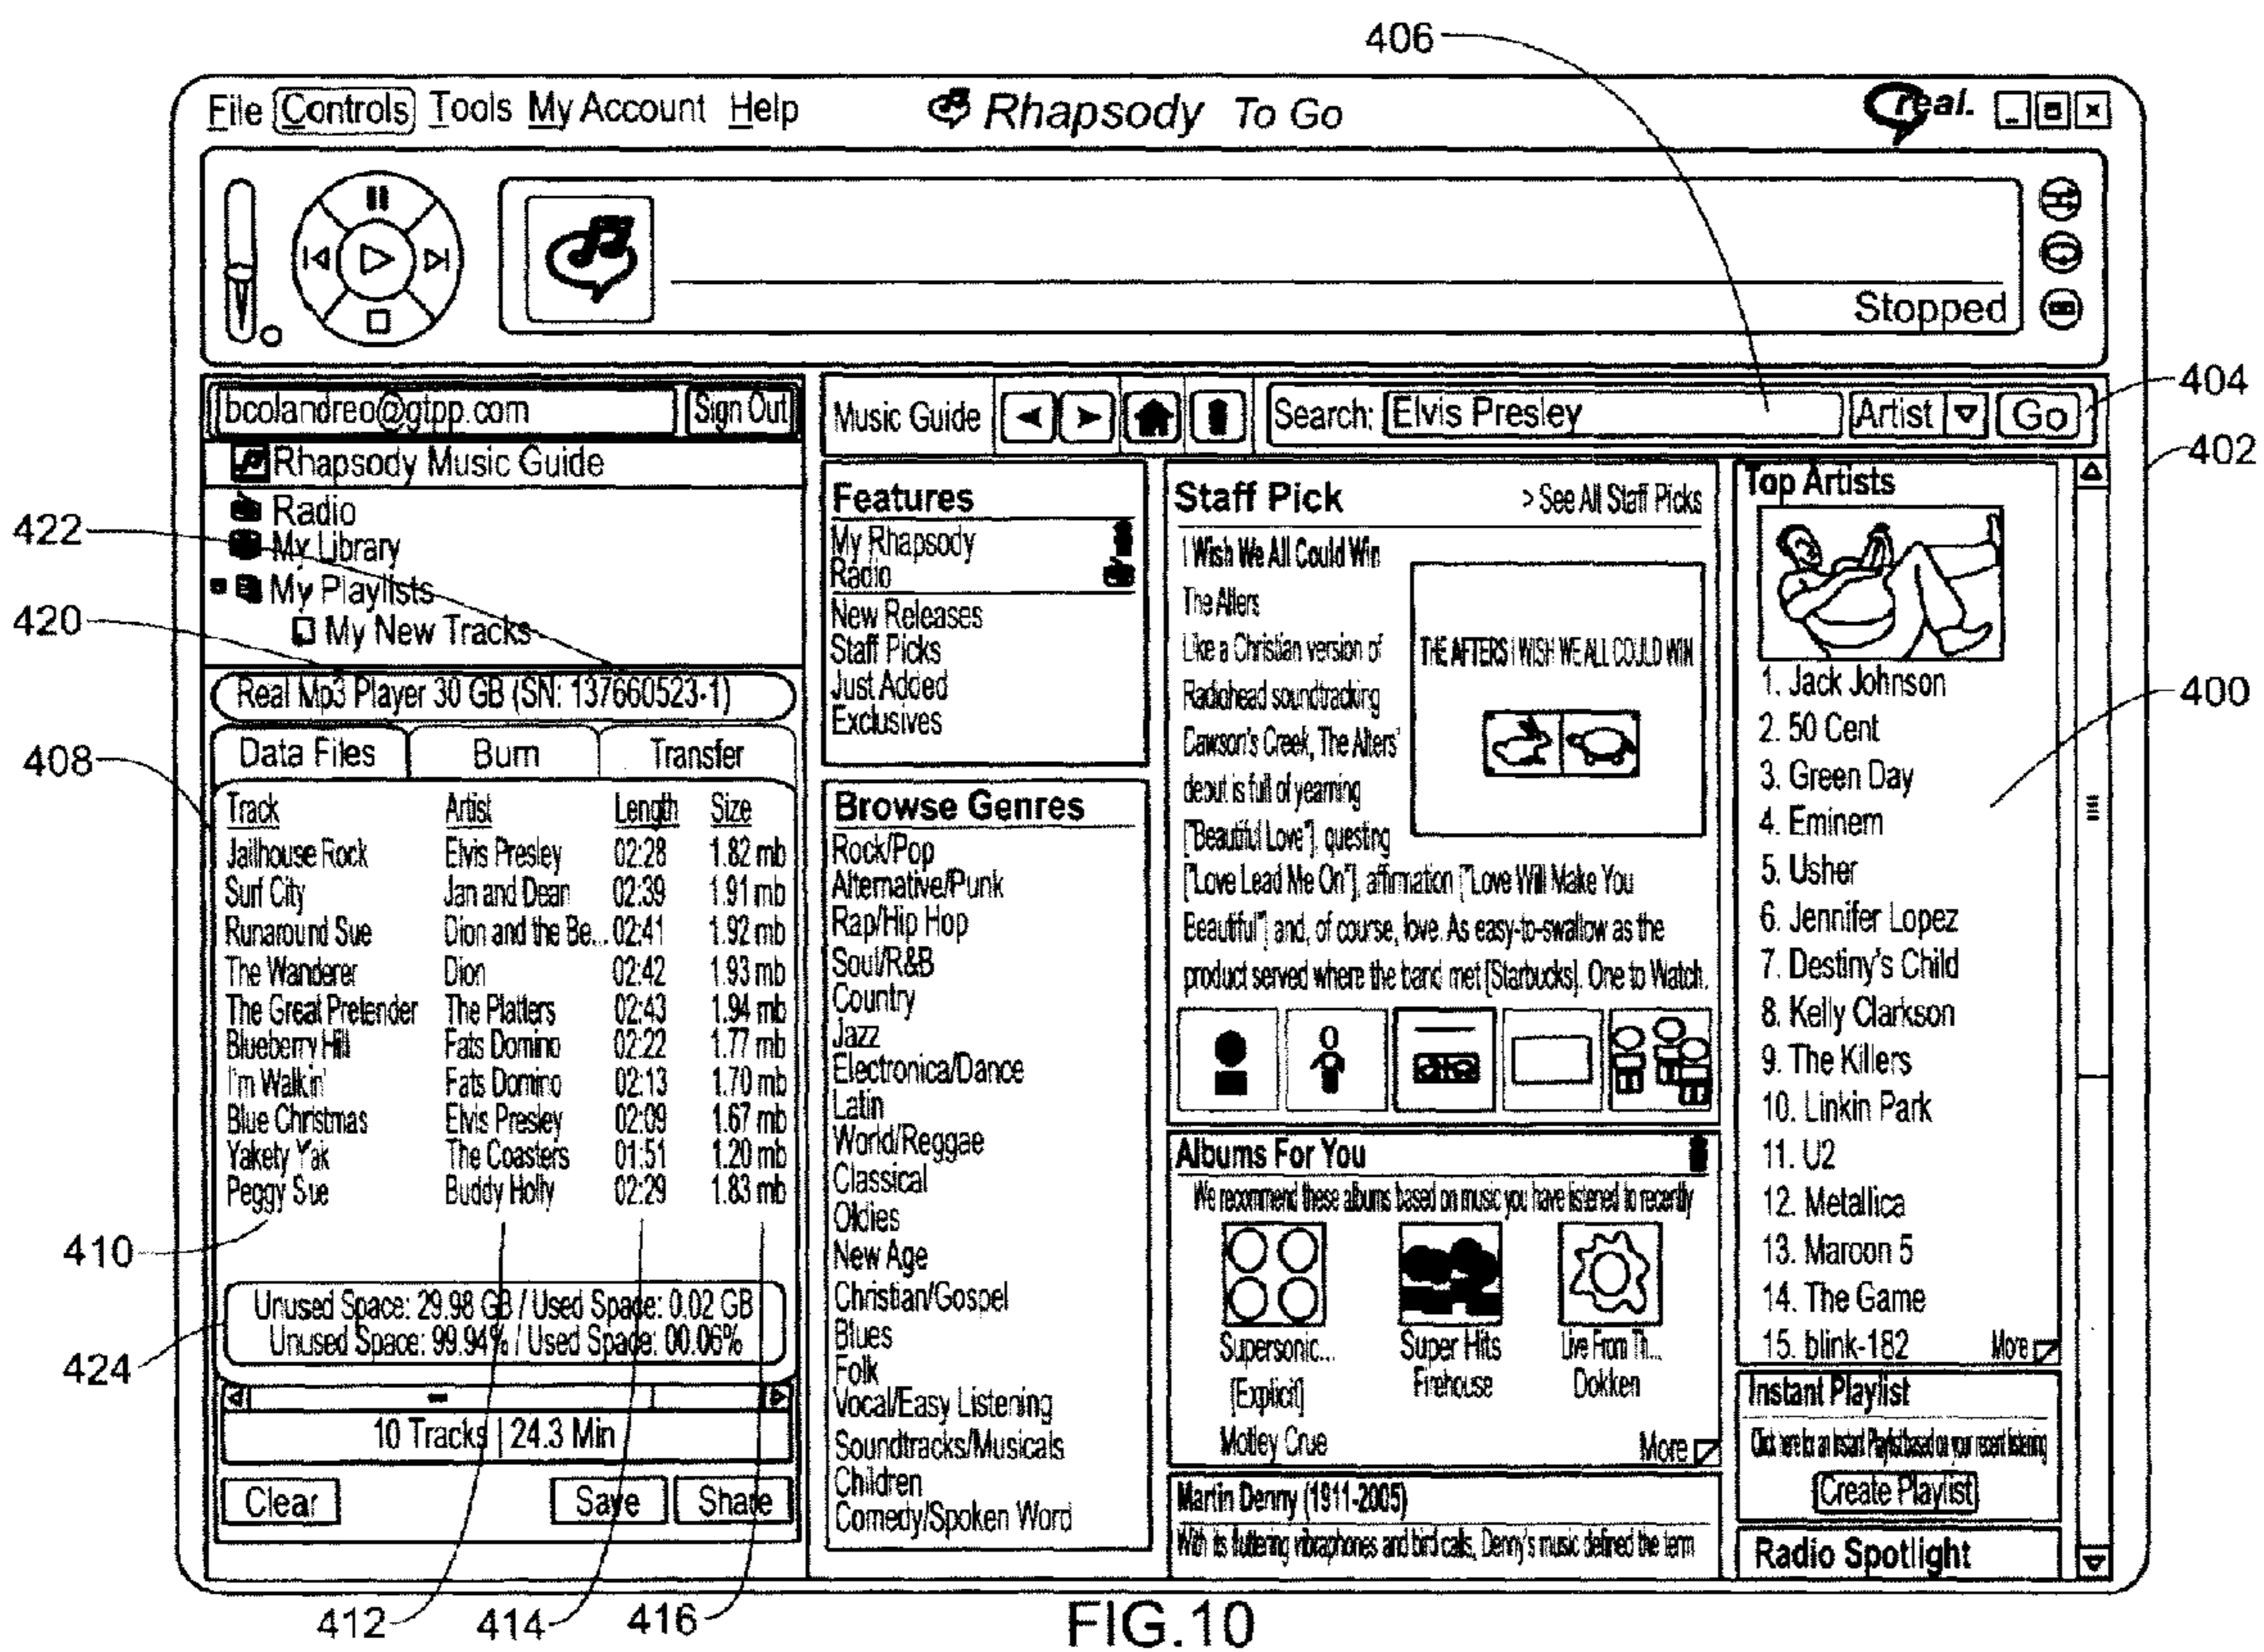 406
File Controls Tools My Account Help
Rhapsody To Go
real.
Stopped
404
402
bcolandreo@gtpp.com Sign Out
Music Guide
Search: Elvis Presley Artist Go
Rhapsody Music Guide
Radio
My Library
My Playlists
My New Tracks
422
420
Real Mp3 Player 30 GB (SN: 137660523-1)
Data Files Burn Transfer
408
Track Artist Length Size
Jailhouse Rock Elvis Presley 02:28 1.82 mb
Surf City Jan and Dean 02:39 1.91 mb
Runaround Sue Dion and the Be... 02:41 1.92 mb
The Wanderer Dion 02:42 1.93 mb
The Great Pretender The Platters 02:43 1.94 mb
Blueberry Hill Fats Domino 02:22 1.77 mb
I'm Walkin' Fats Domino 02:13 1.70 mb
Blue Christmas Elvis Presley 02:09 1.67 mb
Yakety Yak The Coasters 01:51 1.20 mb
Peggy Sue Buddy Holly 02:29 1.83 mb
410
Unused Space: 29.98 GB / Used Space: 0.02 GB
Unused Space: 99.94% / Used Space: 00.06%
424
10 Tracks | 24.3 Min
Clear Save Share
412
414
416
Features
My Rhapsody
Radio
New Releases
Staff Picks
Just Added
Exclusives
Browse Genres
Rock/Pop
Alternative/Punk
Rap/Hip Hop
Soul/R&B
Country
Jazz
Electronica/Dance
Latin
World/Reggae
Classical
Oldies
New Age
Christian/Gospel
Blues
Folk
Vocal/Easy Listening
Soundtracks/Musicals
Children
Comedy/Spoken Word
Staff Pick > See All Staff Picks
I Wish We All Could Win
The Afters
Like a Christian version of
Radiohead soundtracking
Dawson's Creek, The Afters'
debut is full of yearning
["Beautiful Love"], questing
["Love Lead Me On"], affirmation ["Love Will Make You
Beautiful"] and, of course, love. As easy-to-swallow as the
product served where the band met [Starbucks]. One to Watch.
THE AFTERS I WISH WE ALL COULD WIN
Albums For You
We recommend these albums based on music you have listened to recently
Supersonic...
[Explicit]
Motley Crue
Super Hits
Firehouse
Live From Th...
Dokken
More
Martin Denny (1911-2005)
With its fluttering vibraphones and bird calls, Denny's music defined the term
Top Artists
1. Jack Johnson
2. 50 Cent
3. Green Day
4. Eminem
5. Usher
6. Jennifer Lopez
7. Destiny's Child
8. Kelly Clarkson
9. The Killers
10. Linkin Park
11. U2
12. Metallica
13. Maroon 5
14. The Game
15. blink-182 More
400
Instant Playlist
Click here for an Instant Playlist based on your recent listening
Create Playlist
Radio Spotlight
FIG.10